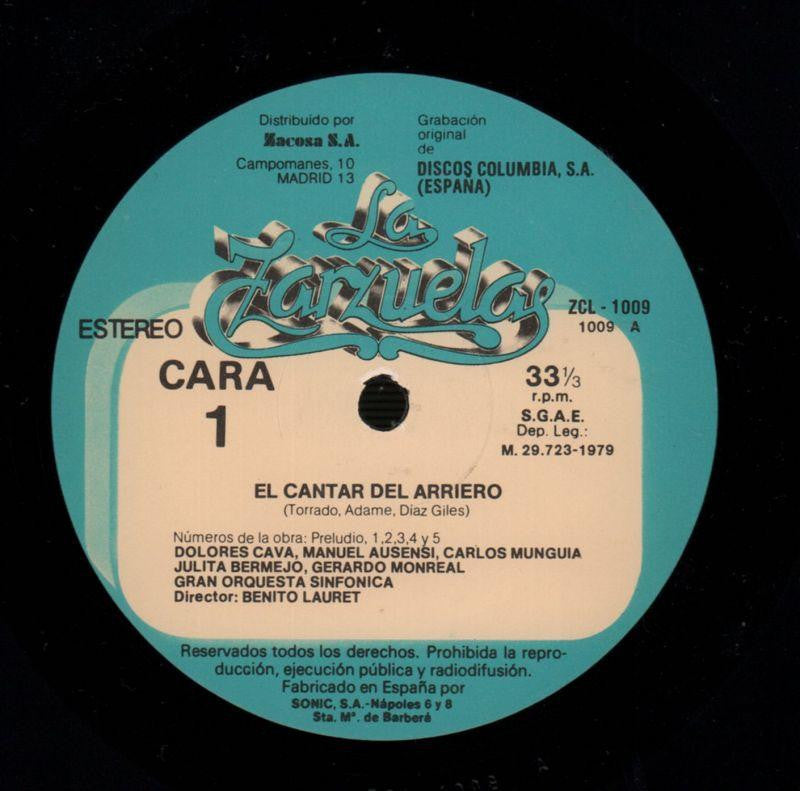 Distribuído por
Zacosa S.A.
Campomanes, 10
MADRID 13
Grabación
original
de
DISCOS COLUMBIA, S.A.
(ESPAÑA)
La
Zarzuela
ESTEREO
ZCL - 1009
1009 A
CARA
1
33 1/3
r.p.m.
S.G.A.E.
Dep. Leg.:
M. 29.723-1979
EL CANTAR DEL ARRIERO
(Torrado, Adame, Díaz Giles)
Números de la obra: Preludio, 1,2,3,4 y 5
DOLORES CAVA, MANUEL AUSENSI, CARLOS MUNGUIA
JULITA BERMEJO, GERARDO MONREAL
GRAN ORQUESTA SINFONICA
Director: BENITO LAURET
Reservados todos los derechos. Prohibida la repro-
ducción, ejecución pública y radiodifusión.
Fabricado en España por
SONIC, S.A.-Nápoles 6 y 8
Sta. Mª. de Barberá